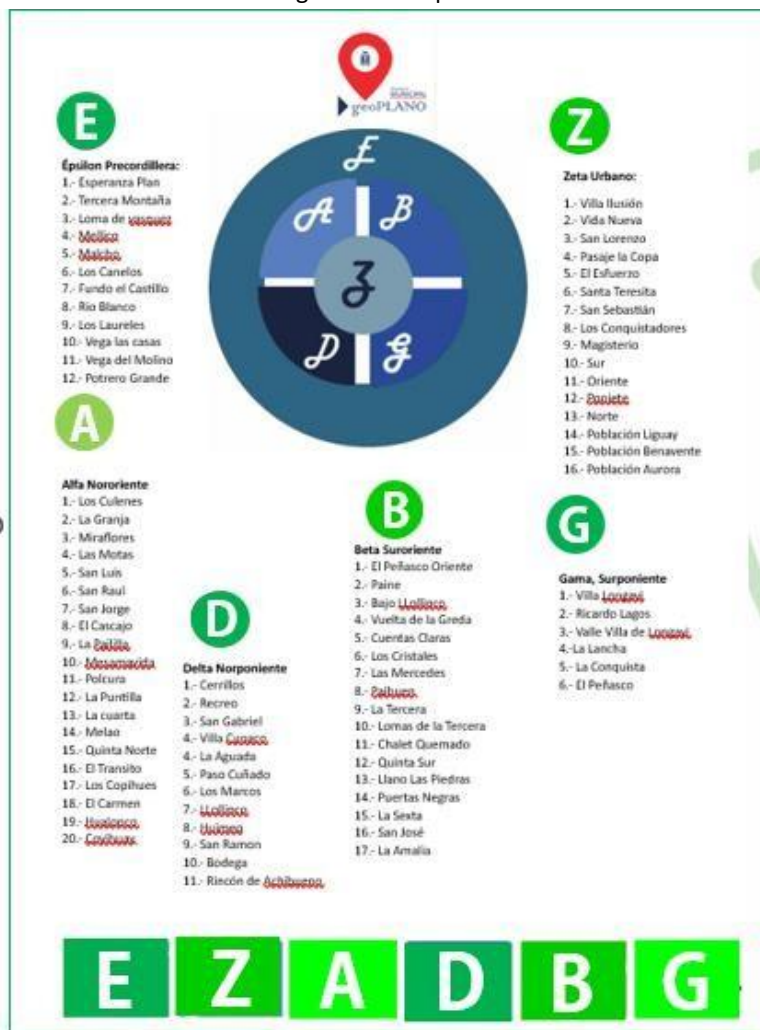 geoPLANO
E
A
B
Z
D
G
E
Épsilon Precordillera:
1.- Esperanza Plan
2.- Tercera Montaña
3.- Loma de vasquez
4.- Mellico
5.- Malcho
6.- Los Canelos
7.- Fundo el Castillo
8.- Rio Blanco
9.- Los Laureles
10.- Vega las casas
11.- Vega del Molino
12.- Potrero Grande
Z
Zeta Urbano:
1.- Villa Ilusión
2.- Vida Nueva
3.- San Lorenzo
4.- Pasaje la Copa
5.- El Esfuerzo
6.- Santa Teresita
7.- San Sebastián
8.- Los Conquistadores
9.- Magisterio
10.- Sur
11.- Oriente
12.- Poniete
13.- Norte
14.- Población Liguay
15.- Población Benavente
16.- Población Aurora
A
Alfa Nororiente
1.- Los Culenes
2.- La Granja
3.- Miraflores
4.- Las Motas
5.- San Luis
6.- San Raul
7.- San Jorge
8.- El Cascajo
9.- La Paililla
10.- Mesamavida
11.- Polcura
12.- La Puntilla
13.- La cuarta
14.- Melao
15.- Quinta Norte
16.- El Transito
17.- Los Copihues
18.- El Carmen
19.- Hualonco
20.- Coyihuay
D
Delta Norponiente
1.- Cerrillos
2.- Recreo
3.- San Gabriel
4.- Villa Cunaco
4.- La Aguada
5.- Paso Cuñado
6.- Los Marcos
7.- LLollinco
8.- Huimeo
9.- San Ramon
10.- Bodega
11.- Rincón de Achibueno
B
Beta Suroriente
1.- El Peñasco Oriente
2.- Paine
3.- Bajo LLollinco
4.- Vuelta de la Greda
5.- Cuentas Claras
6.- Los Cristales
7.- Las Mercedes
8.- Paihuen
9.- La Tercera
10.- Lomas de la Tercera
11.- Chalet Quemado
12.- Quinta Sur
13.- Llano Las Piedras
14.- Puertas Negras
15.- La Sexta
16.- San José
17.- La Amalia
G
Gama, Surponiente
1.- Villa Longaví
2.- Ricardo Lagos
3.- Valle Villa de Longaví
4.-La Lancha
5.- La Conquista
6.- El Peñasco
E Z A D B G